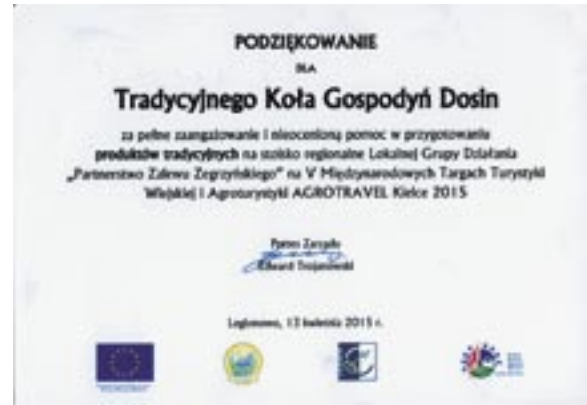 PODZIĘKOWANIE
DLA
Tradycyjnego Koła Gospodyń Dosin
za pełne zaangażowanie i nieocenioną pomoc w przygotowaniu
produktów tradycyjnych na stoisko regionalne Lokalnej Grupy Działania
„Partnerstwo Zalewu Zegrzyńskiego” na V Międzynarodowych Targach Turystyki
Wiejskiej i Agroturystyki AGROTRAVEL Kielce 2015
Prezes Zarządu
Edward Trojanowski
Legionowo, 13 kwietnia 2015 r.